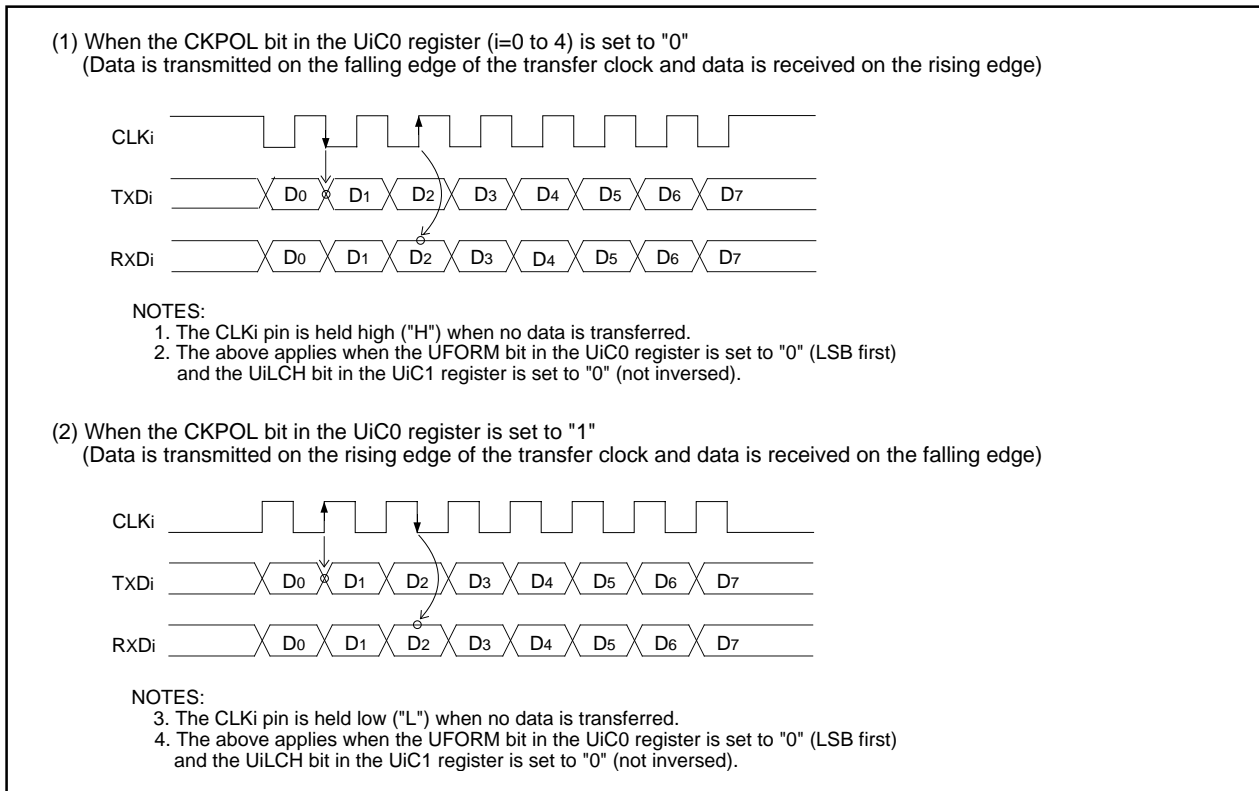 (1) When the CKPOL bit in the UiC0 register (i=0 to 4) is set to "0"
(Data is transmitted on the falling edge of the transfer clock and data is received on the rising edge)
CLKi
TXDi D0 D1 D2 D3 D4 D5 D6 D7
RXDi D0 D1 D2 D3 D4 D5 D6 D7
NOTES:
1. The CLKi pin is held high ("H") when no data is transferred.
2. The above applies when the UFORM bit in the UiC0 register is set to "0" (LSB first)
and the UiLCH bit in the UiC1 register is set to "0" (not inversed).
(2) When the CKPOL bit in the UiC0 register is set to "1"
(Data is transmitted on the rising edge of the transfer clock and data is received on the falling edge)
CLKi
TXDi D0 D1 D2 D3 D4 D5 D6 D7
RXDi D0 D1 D2 D3 D4 D5 D6 D7
NOTES:
3. The CLKi pin is held low ("L") when no data is transferred.
4. The above applies when the UFORM bit in the UiC0 register is set to "0" (LSB first)
and the UiLCH bit in the UiC1 register is set to "0" (not inversed).